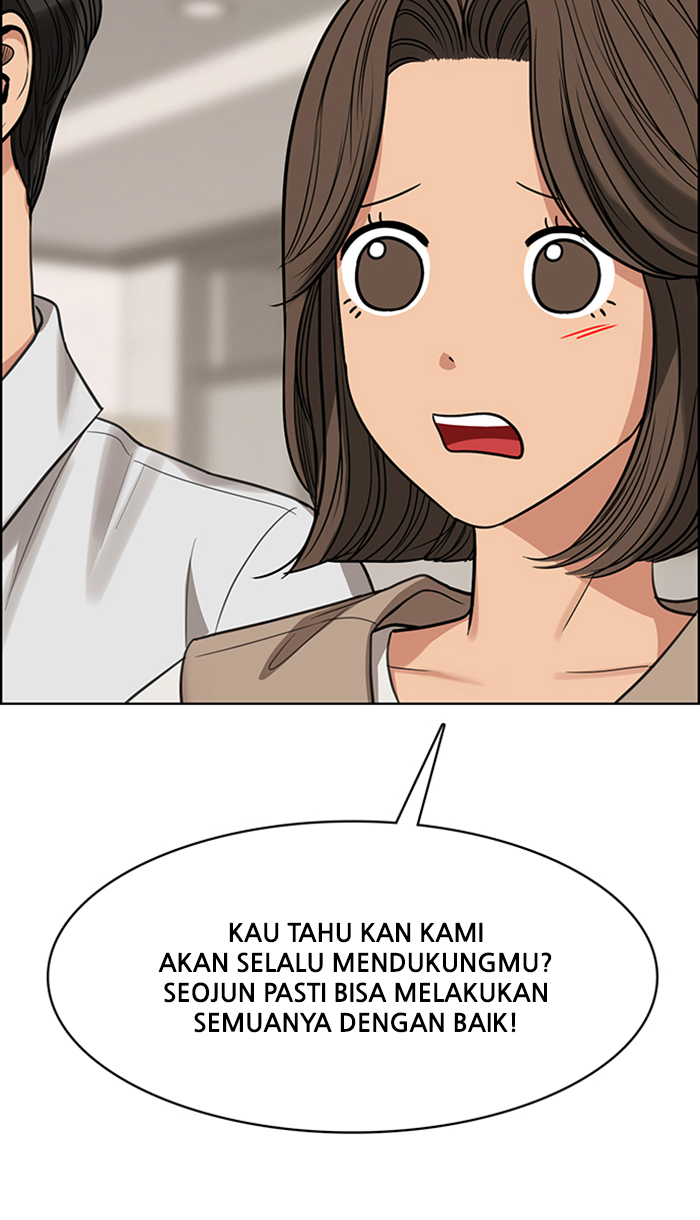 KAU TAHU KAN KAMI
AKAN SELALU MENDUKUNGMU?
SEOJUN PASTI BISA MELAKUKAN
SEMUANYA DENGAN BAIK!